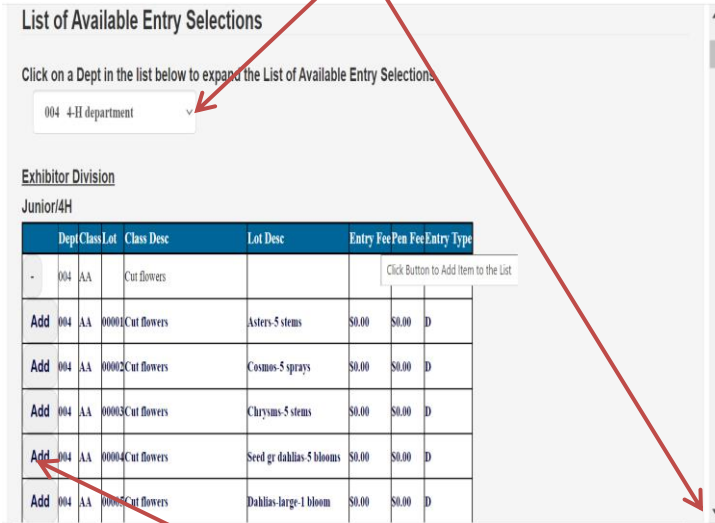 List of Available Entry Selections
Click on a Dept in the list below to expand the List of Available Entry Selections
004 4-H department
Exhibitor Division
Junior/4H
Dept Class Lot Class Desc Lot Desc Entry Fee Pen Fee Entry Type
- 004 AA Cut flowers
Click Button to Add Item to the List
Add 004 AA 00001 Cut flowers Asters-5 stems $0.00 $0.00 D
Add 004 AA 00002 Cut flowers Cosmos-5 sprays $0.00 $0.00 D
Add 004 AA 00003 Cut flowers Chrysms-5 stems $0.00 $0.00 D
Add 004 AA 00004 Cut flowers Seed gr dahlias-5 blooms $0.00 $0.00 D
Add 004 AA 00005 Cut flowers Dahlias-large-1 bloom $0.00 $0.00 D